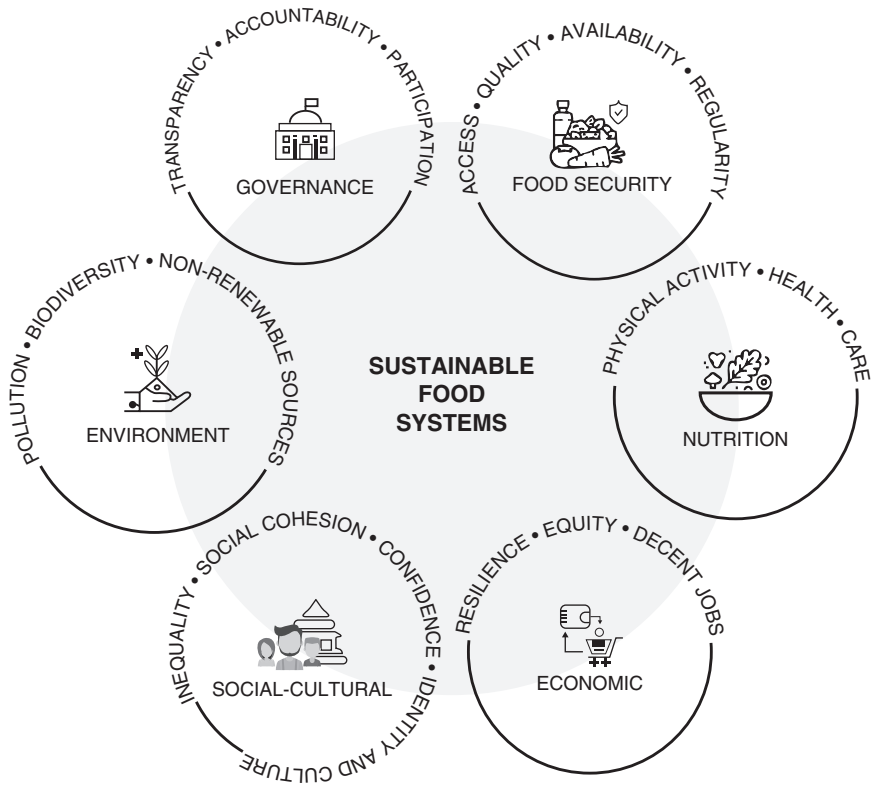 TRANSPARENCY • ACCOUNTABILITY • PARTICIPATION
GOVERNANCE
ACCESS • QUALITY • AVAILABILITY • REGULARITY
FOOD SECURITY
POLLUTION • BIODIVERSITY • NON-RENEWABLE SOURCES
ENVIRONMENT
SUSTAINABLE
FOOD
SYSTEMS
PHYSICAL ACTIVITY • HEALTH • CARE
NUTRITION
INEQUALITY • SOCIAL COHESION • CONFIDENCE • IDENTITY AND CULTURE
SOCIAL-CULTURAL
RESILIENCE • EQUITY • DECENT JOBS
ECONOMIC